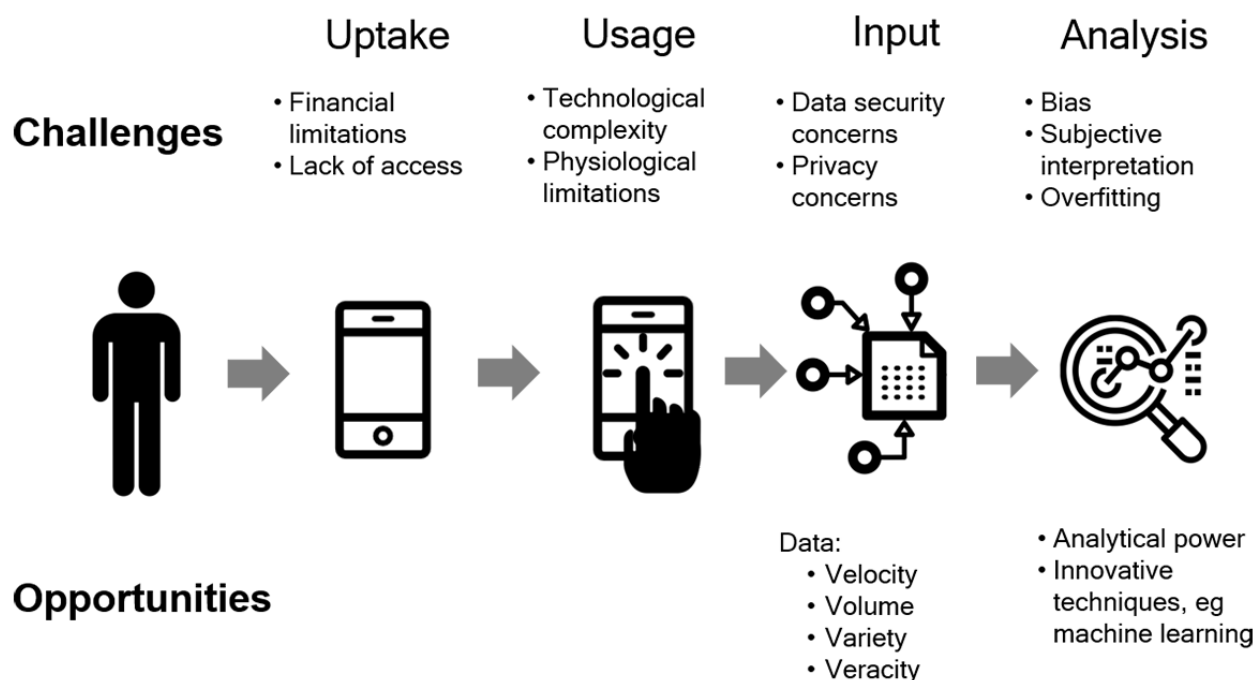 Uptake
Usage
Input
Analysis
Challenges
• Financial
limitations
• Lack of access
• Technological
complexity
• Physiological
limitations
• Data security
concerns
• Privacy
concerns
• Bias
• Subjective
interpretation
• Overfitting
Opportunities
Data:
• Velocity
• Volume
• Variety
• Veracity
• Analytical power
• Innovative
techniques, eg
machine learning